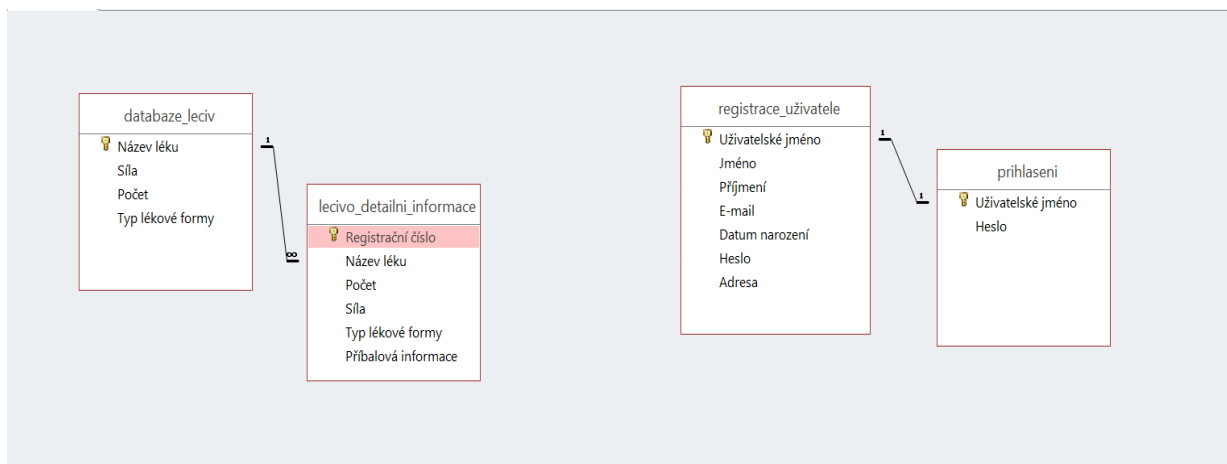 databaze_leciv
Název léku
Síla
Počet
Typ lékové formy
1
∞
lecivo_detailni_informace
Registrační číslo
Název léku
Počet
Síla
Typ lékové formy
Příbalová informace
registrace_uživatele
Uživatelské jméno
Jméno
Příjmení
E-mail
Datum narození
Heslo
Adresa
1
1
prihlaseni
Uživatelské jméno
Heslo